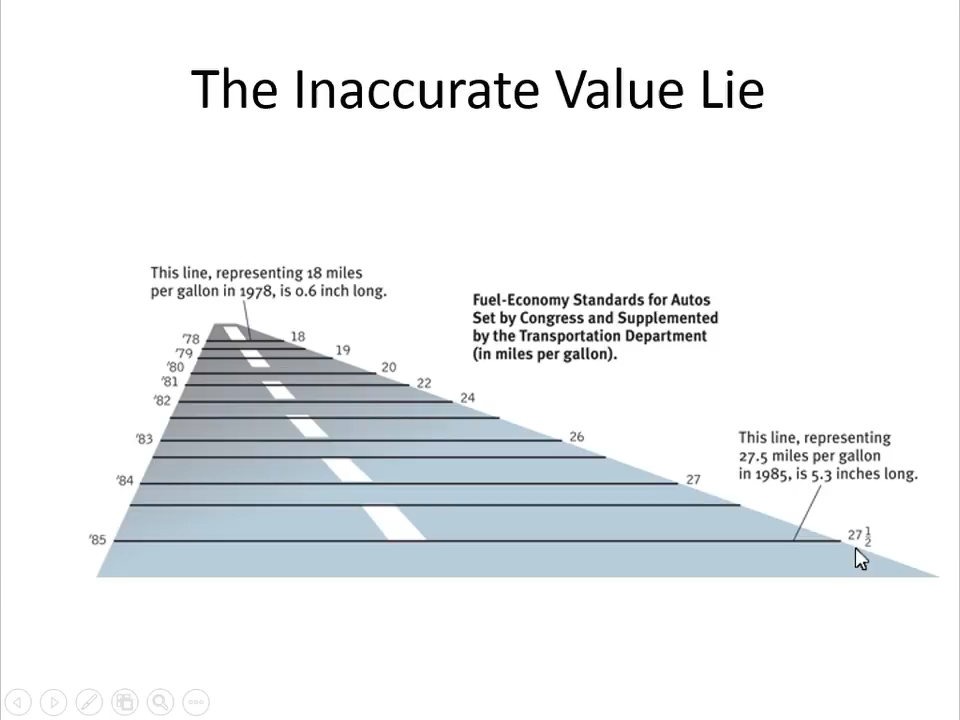 The Inaccurate Value Lie
This line, representing 18 miles
per gallon in 1978, is 0.6 inch long.
Fuel-Economy Standards for Autos
Set by Congress and Supplemented
by the Transportation Department
(in miles per gallon).
'78
18
'79
19
'80
20
'81
22
'82
24
'83
26
This line, representing
27.5 miles per gallon
in 1985, is 5.3 inches long.
'84
27
'85
27 1/2